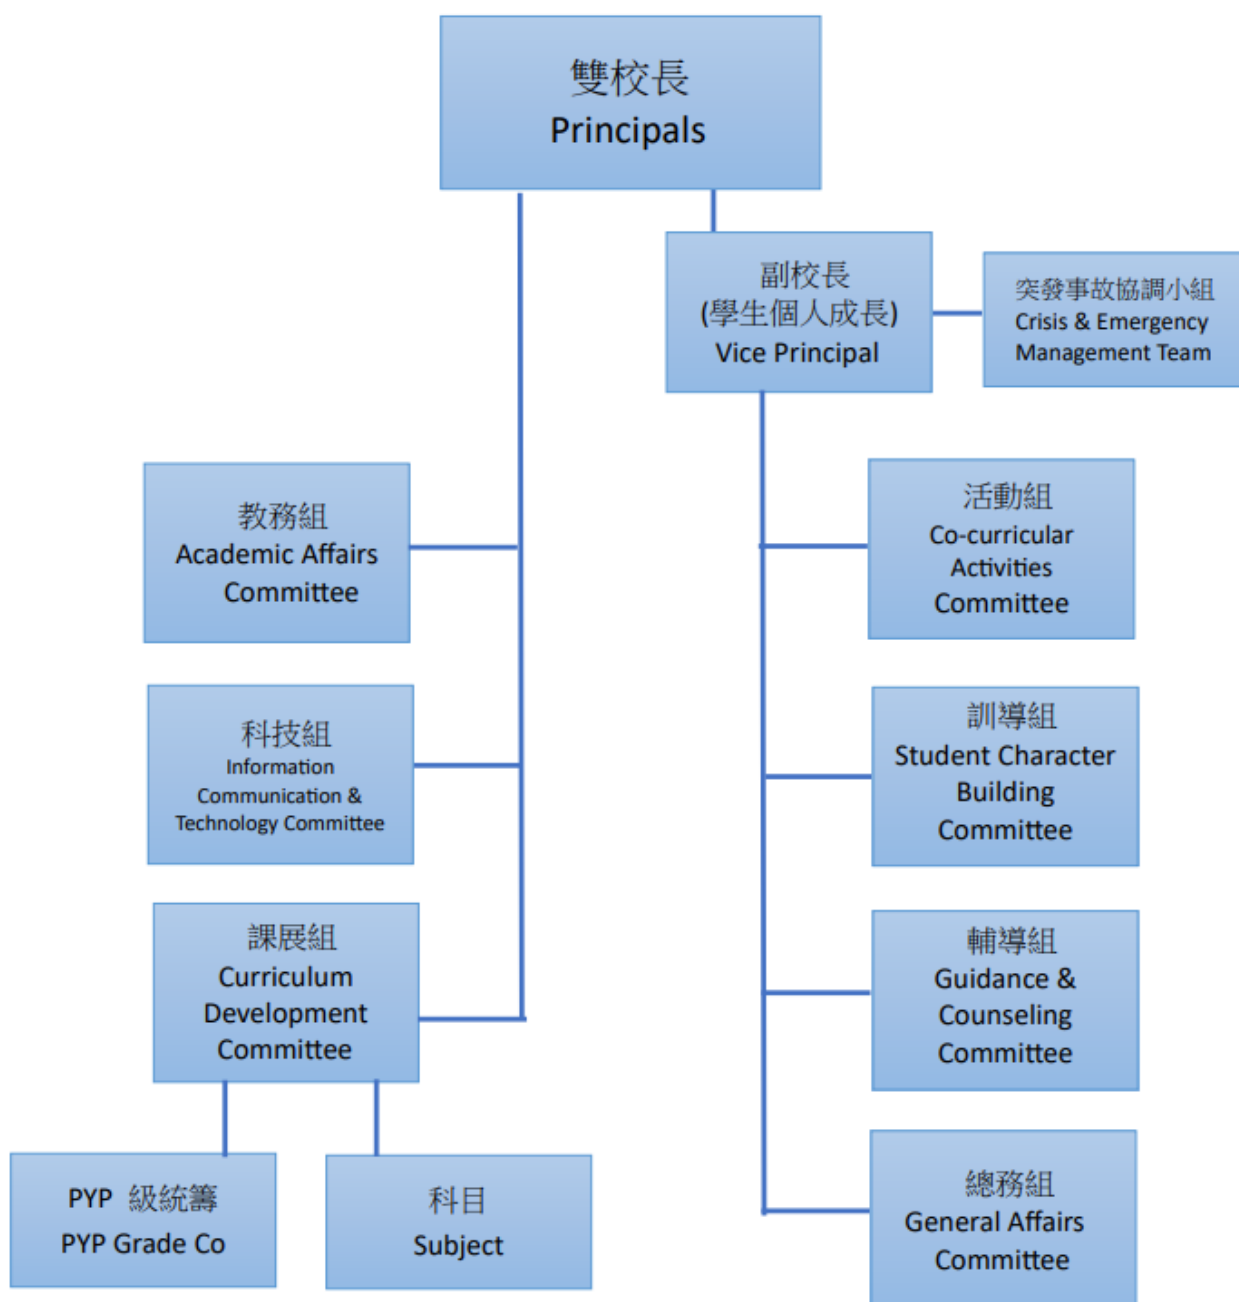 雙校長
Principals
副校長
(學生個人成長)
Vice Principal
突發事故協調小組
Crisis & Emergency
Management Team
教務組
Academic Affairs
Committee
科技組
Information
Communication &
Technology Committee
課展組
Curriculum
Development
Committee
PYP 級統籌
PYP Grade Co
科目
Subject
活動組
Co-curricular
Activities
Committee
訓導組
Student Character
Building
Committee
輔導組
Guidance &
Counseling
Committee
總務組
General Affairs
Committee